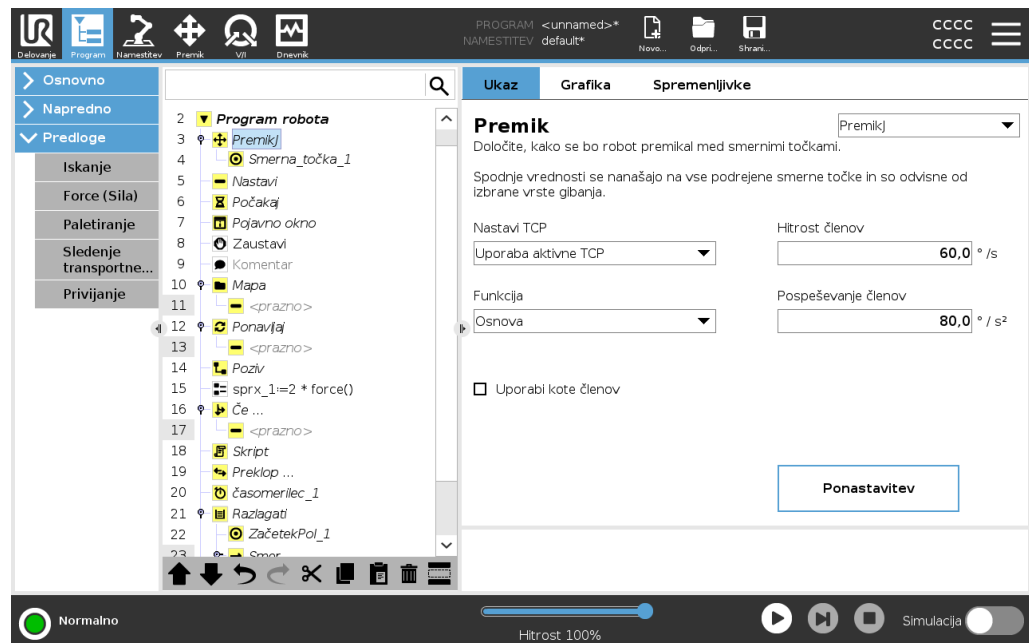 UR
PROGRAM <unnamed>*
NAMESTITEV default*
CCCC
CCCC
Delovanje Program Namestitev Premik V/I Dnevnik Novo... Odpri... Shrani...
Osnovno
Napredno
Predloge
Iskanje
Force (Sila)
Paletiranje
Sledenje
transportne...
Privijanje
2 Program robota
3 PremikJ
4 Smerna_točka_1
5 Nastavi
6 Počakaj
7 Pojavno okno
8 Zaustavi
9 Komentar
10 Mapa
11 <prazno>
12 Ponavljaj
13 <prazno>
14 Poziv
15 sprx_1:=2 * force()
16 Če ...
17 <prazno>
18 Skript
19 Preklop ...
20 časomerilec_1
21 Razlagati
22 ZačetekPol_1
23 Smer
Ukaz Grafika Spremenljivke
Premik
PremikJ
Določite, kako se bo robot premikal med smernimi točkami.
Spodnje vrednosti se nanašajo na vse podrejene smerne točke in so odvisne od
izbrane vrste gibanja.
Nastavi TCP
Hitrost členov
Uporaba aktivne TCP
60,0 ° /s
Funkcija
Pospeševanje členov
Osnova
80,0 ° / s²
Uporabi kote členov
Ponastavitev
Normalno
Hitrost 100%
Simulacija